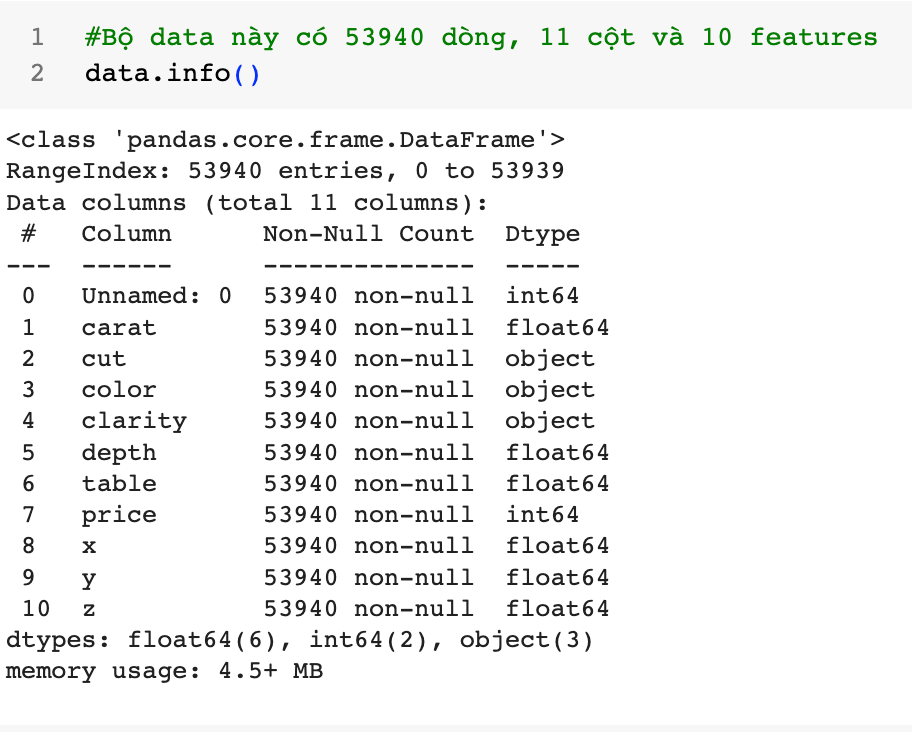 1 #Bộ data này có 53940 dòng, 11 cột và 10 features
2 data.info()
<class 'pandas.core.frame.DataFrame'>
RangeIndex: 53940 entries, 0 to 53939
Data columns (total 11 columns):
 #   Column      Non-Null Count  Dtype
---  ------      --------------  -----
 0   Unnamed: 0  53940 non-null  int64
 1   carat       53940 non-null  float64
 2   cut         53940 non-null  object
 3   color       53940 non-null  object
 4   clarity     53940 non-null  object
 5   depth       53940 non-null  float64
 6   table       53940 non-null  float64
 7   price       53940 non-null  int64
 8   x           53940 non-null  float64
 9   y           53940 non-null  float64
 10  z           53940 non-null  float64
dtypes: float64(6), int64(2), object(3)
memory usage: 4.5+ MB